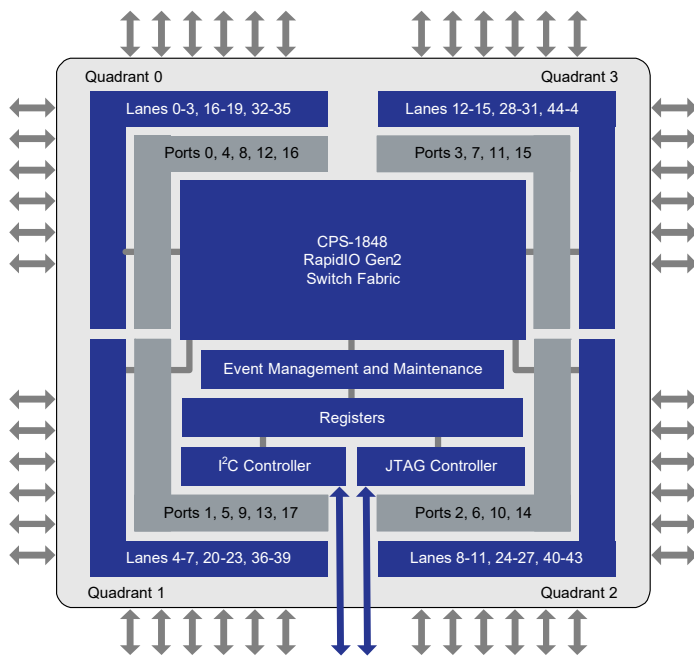 Quadrant 0
Quadrant 3
Lanes 0-3, 16-19, 32-35
Lanes 12-15, 28-31, 44-4
Ports 0, 4, 8, 12, 16
Ports 3, 7, 11, 15
CPS-1848
RapidIO Gen2
Switch Fabric
Event Management and Maintenance
Registers
I²C Controller
JTAG Controller
Ports 1, 5, 9, 13, 17
Ports 2, 6, 10, 14
Lanes 4-7, 20-23, 36-39
Lanes 8-11, 24-27, 40-43
Quadrant 1
Quadrant 2